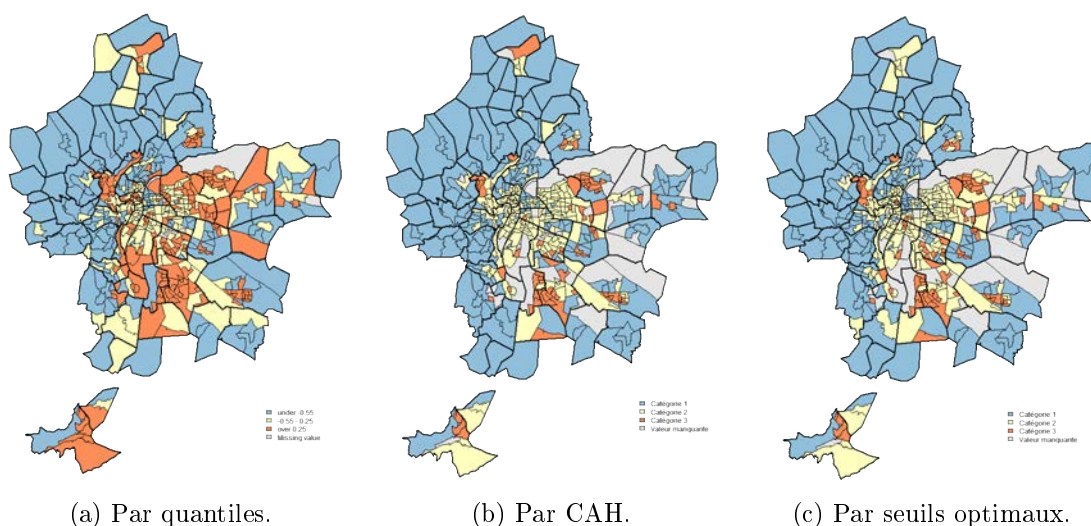 under -0.55
-0.55 - 0.25
over 0.25
Missing value
Catégorie 1
Catégorie 2
Catégorie 3
Valeur manquante
Catégorie 1
Catégorie 2
Catégorie 3
Valeur manquante
(a) Par quantiles.
(b) Par CAH.
(c) Par seuils optimaux.